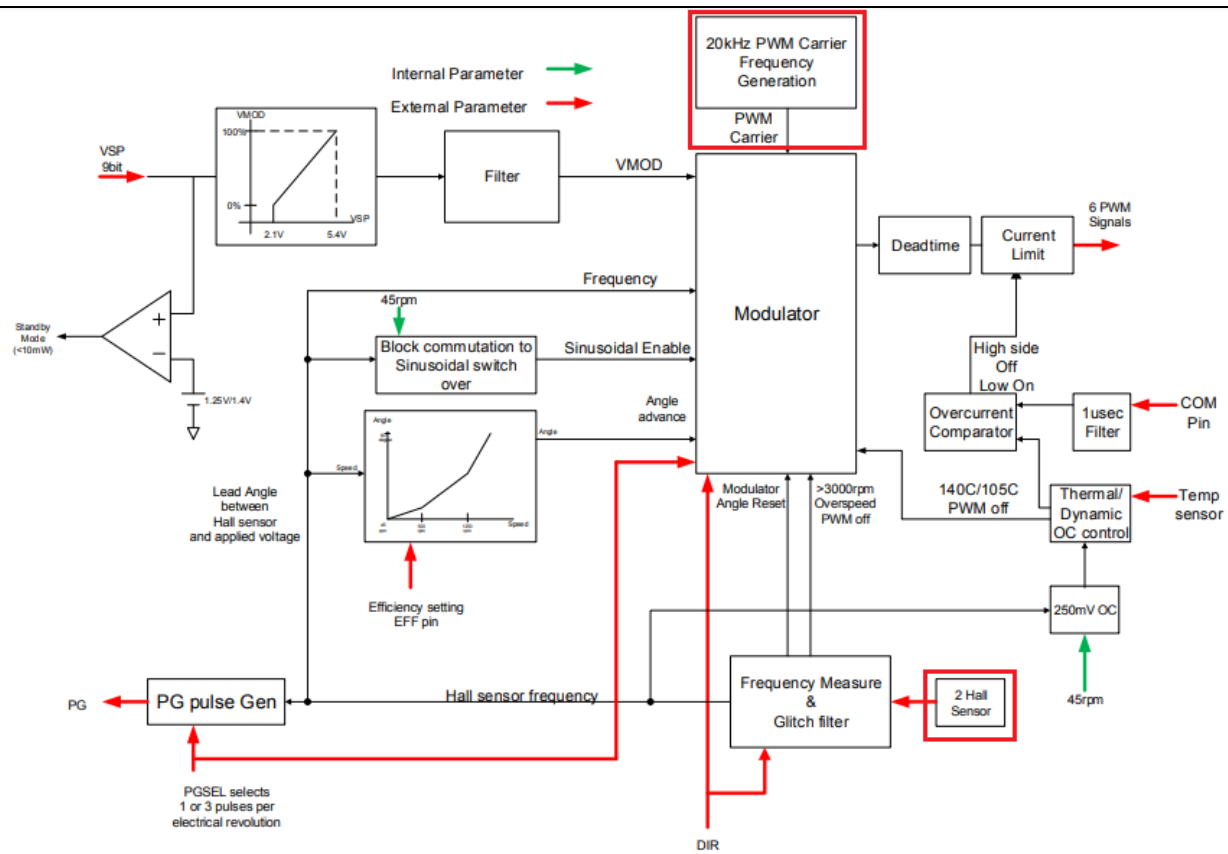 20kHz PWM Carrier
Frequency
Generation
PWM
Carrier
Internal Parameter
External Parameter
VSP
9bit
VMOD
100%
0%
VSP
2.1V
5.4V
Filter
VMOD
Modulator
Deadtime
Current
Limit
6 PWM
Signals
Standby
Mode
(<10mW)
+
−
1.25V/1.4V
Frequency
45rpm
Block commutation to
Sinusoidal switch
over
Sinusoidal Enable
Angle
advance
Angle
Speed
Angle
Speed
Lead Angle
between
Hall sensor
and applied voltage
Efficiency setting
EFF pin
High side
Off
Low On
Overcurrent
Comparator
1usec
Filter
COM
Pin
Modulator
Angle Reset
>3000rpm
Overspeed
PWM off
140C/105C
PWM off
Thermal/
Dynamic
OC control
Temp
sensor
250mV OC
45rpm
PG
PG pulse Gen
Hall sensor frequency
Frequency Measure
&
Glitch filter
2 Hall
Sensor
PGSEL selects
1 or 3 pulses per
electrical revolution
DIR